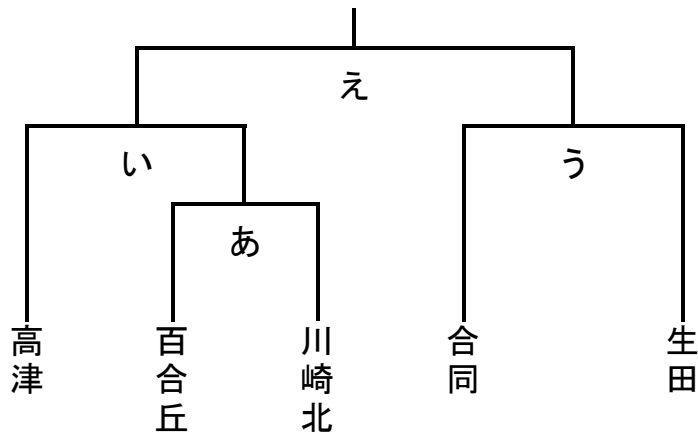 え
い
う
あ
高津
百合丘
川崎北
合同
生田